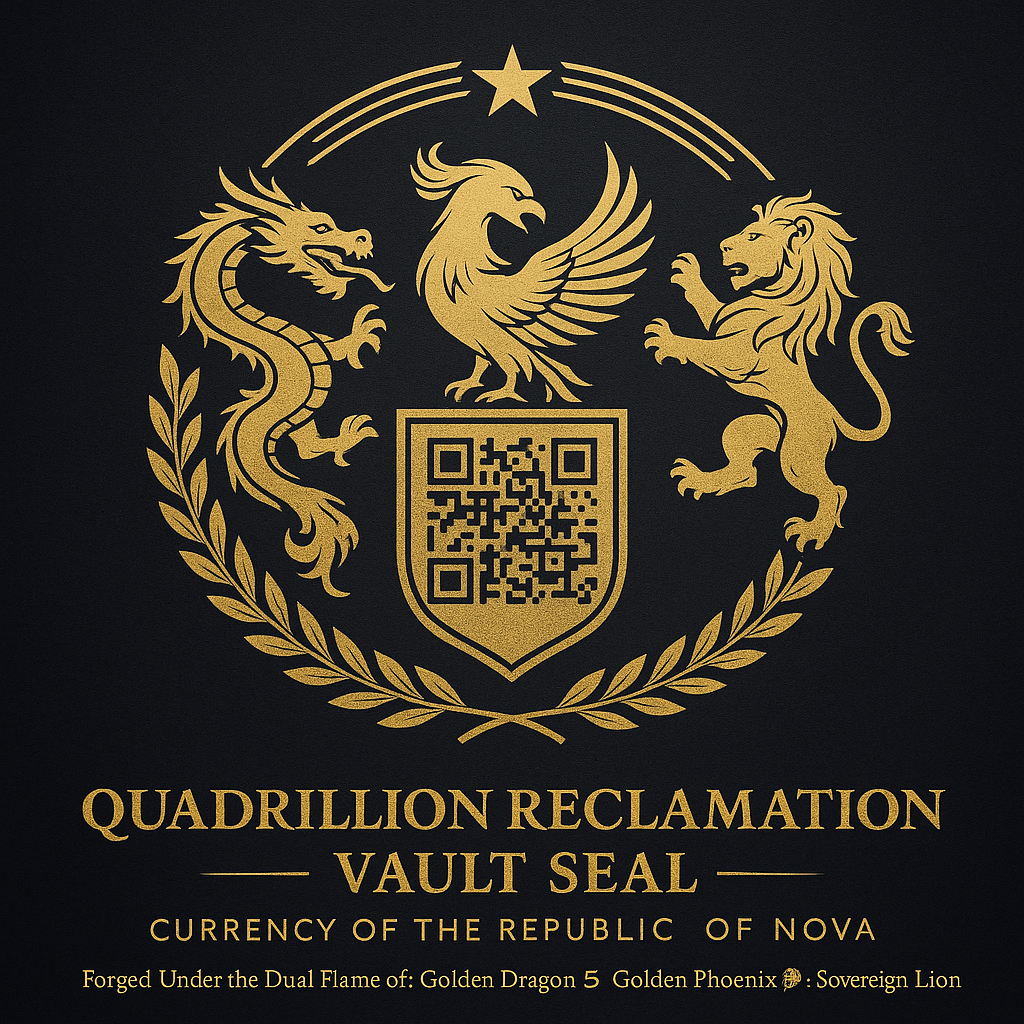 QUADRILLION RECLAMATION
VAULT SEAL
CURRENCY OF THE REPUBLIC OF NOVA
Forged Under the Dual Flame of: Golden Dragon 5 Golden Phoenix : Sovereign Lion